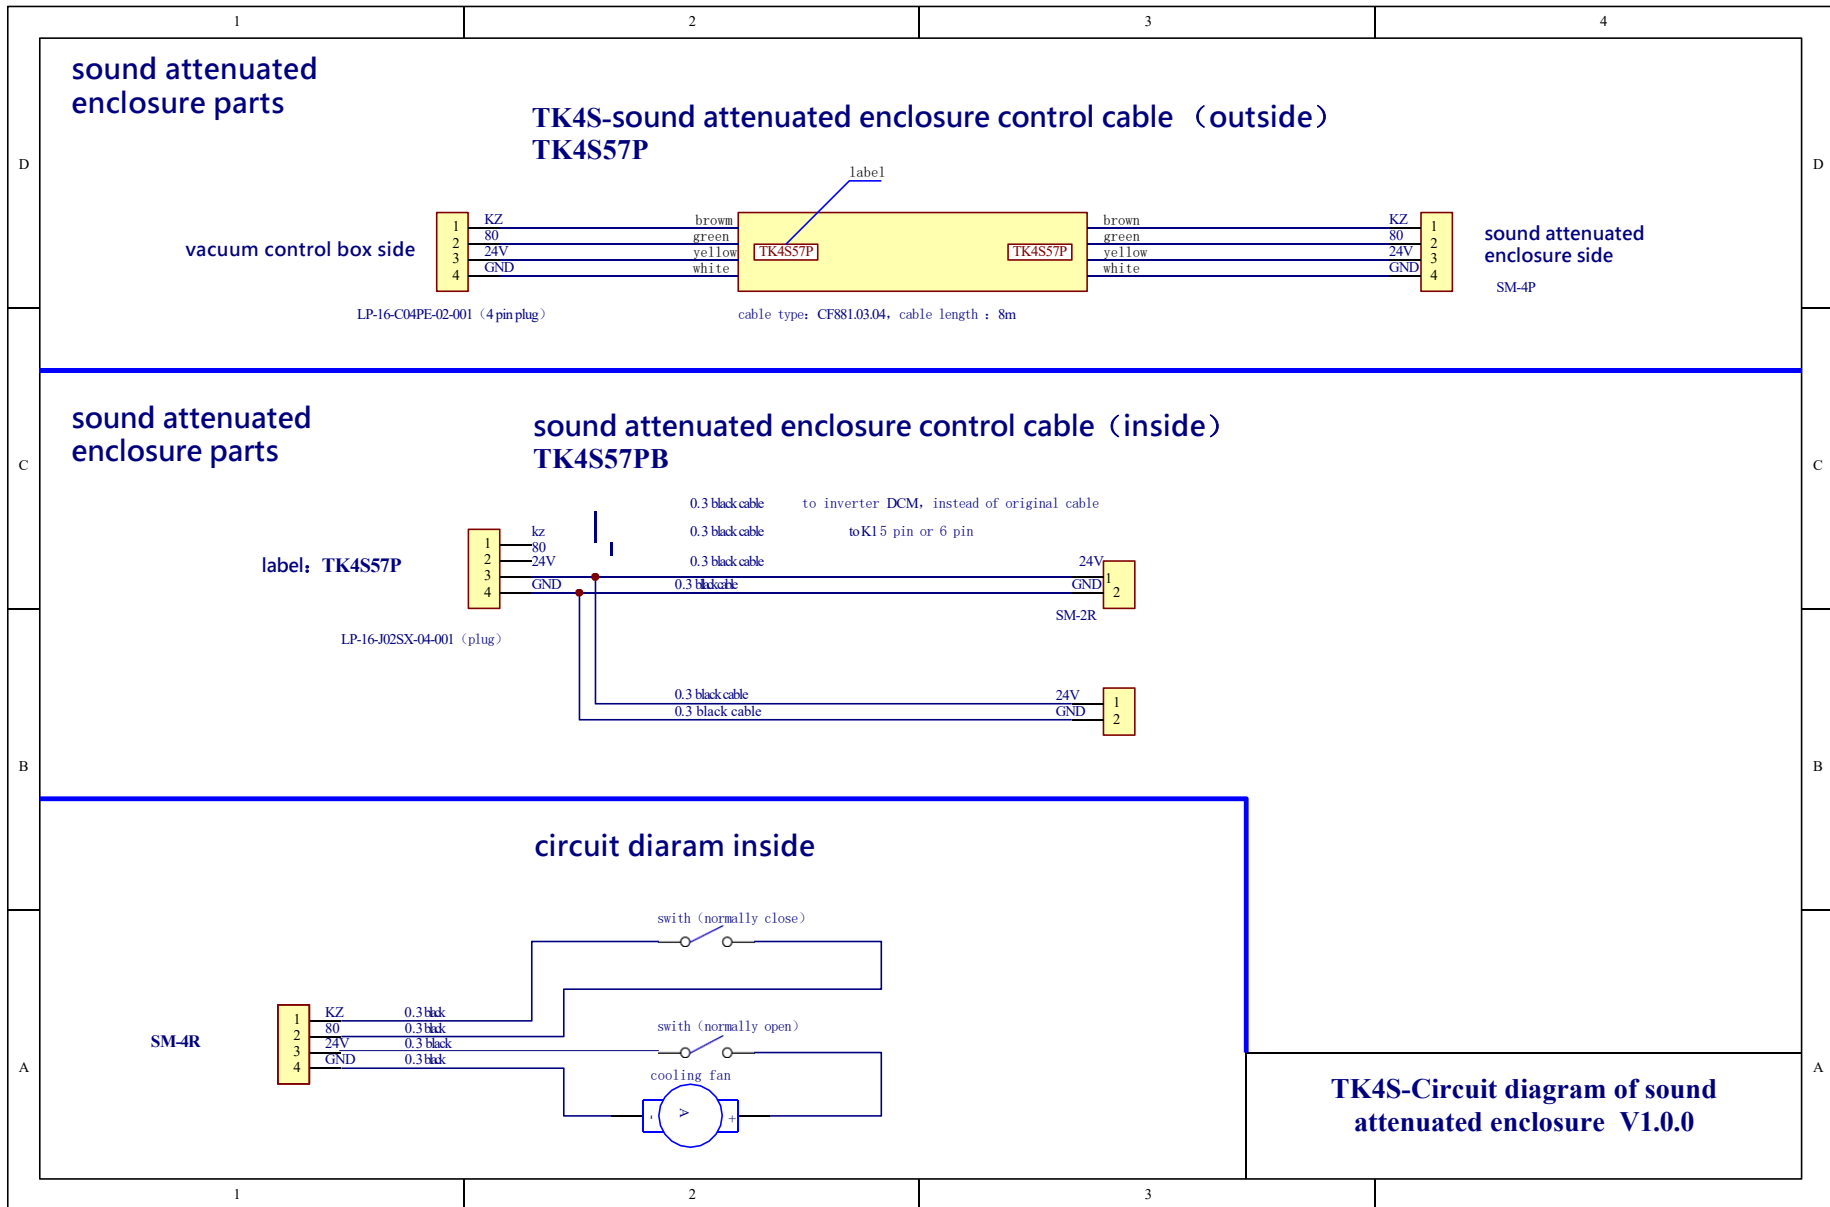 1 2 3 4
sound attenuated
enclosure parts
TK4S-sound attenuated enclosure control cable （outside）
TK4S57P
D D
label
KZ browm brown KZ
1 80 green green 80 1
2 24V yellow TK4S57P TK4S57P yellow 24V 2
3 GND white white GND 3
4 4
vacuum control box side
sound attenuated
enclosure side
SM-4P
LP-16-C04PE-02-001（4 pin plug）
cable type: CF881.03.04, cable length : 8m
sound attenuated
enclosure parts
sound attenuated enclosure control cable（inside）
TK4S57PB
C C
0.3 black cable to inverter DCM, instead of original cable
kz 0.3 black cable to K1 5 pin or 6 pin
1 80
2 24V 0.3 black cable 24V
3 1
4 GND 0.3 black cable GND 2
label: TK4S57P
SM-2R
LP-16-J02SX-04-001（plug）
0.3 black cable 24V 1
0.3 black cable GND 2
B B
circuit diaram inside
swith（normally close）
KZ 0.3 black
1 80 0.3 black
2 24V 0.3 black
3 GND 0.3 black
4
SM-4R
swith（normally open）
cooling fan
- A +
A A
TK4S-Circuit diagram of sound
attenuated enclosure V1.0.0
1 2 3